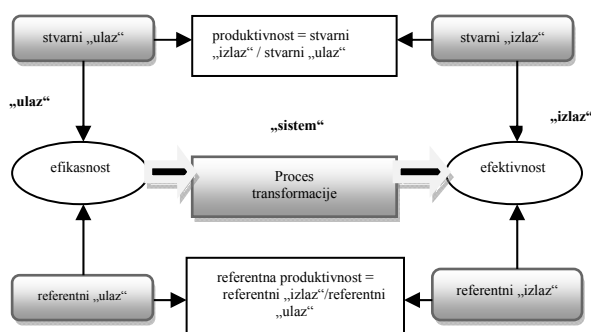 stvarni „ulaz“
produktivnost = stvarni
„izlaz“ / stvarni „ulaz“
stvarni „izlaz“
„ulaz“
„sistem“
„izlaz“
efikasnost
Proces
transformacije
efektivnost
referentni „ulaz“
referentna produktivnost =
referentni „izlaz“/referentni
„ulaz“
referentni „izlaz“